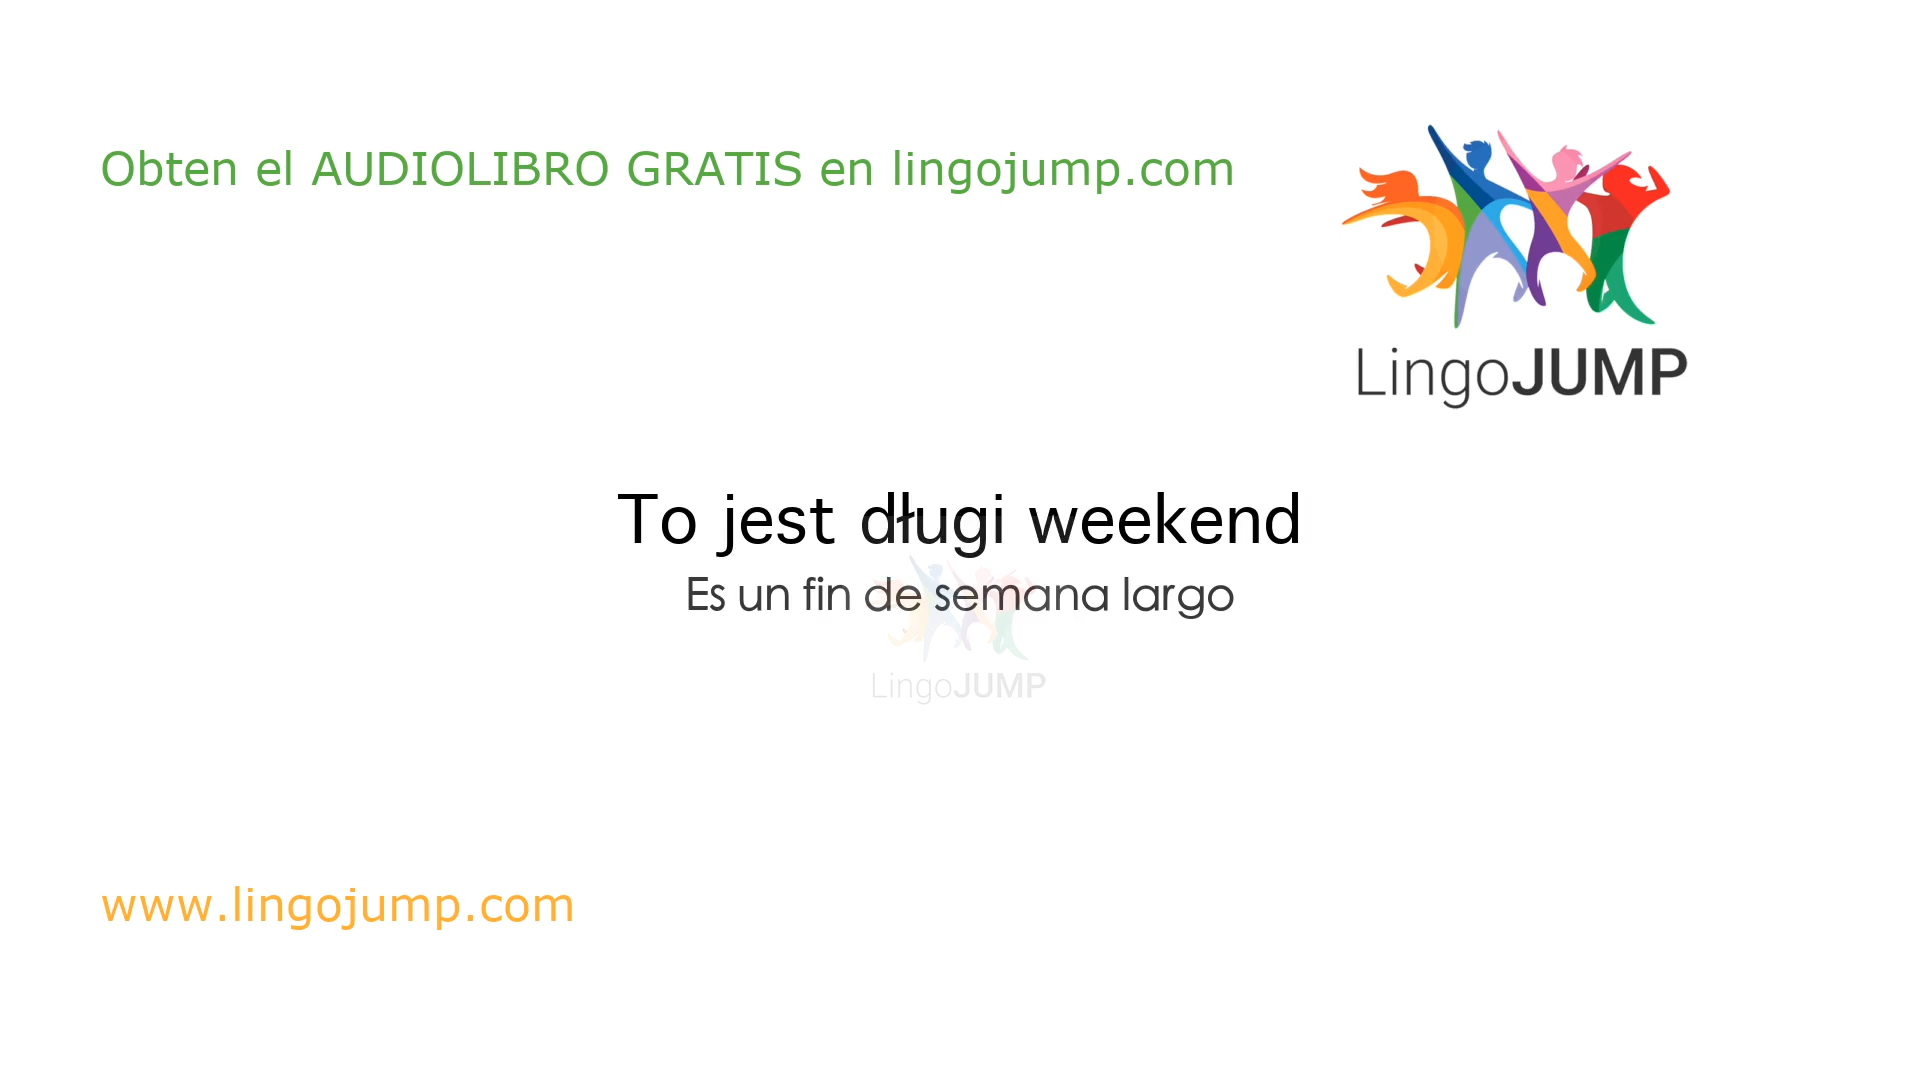 Obten el AUDIOLIBRO GRATIS en lingojump.com
LingoJUMP
To jest długi weekend
Es un fin de semana largo
LingoJUMP
www.lingojump.com